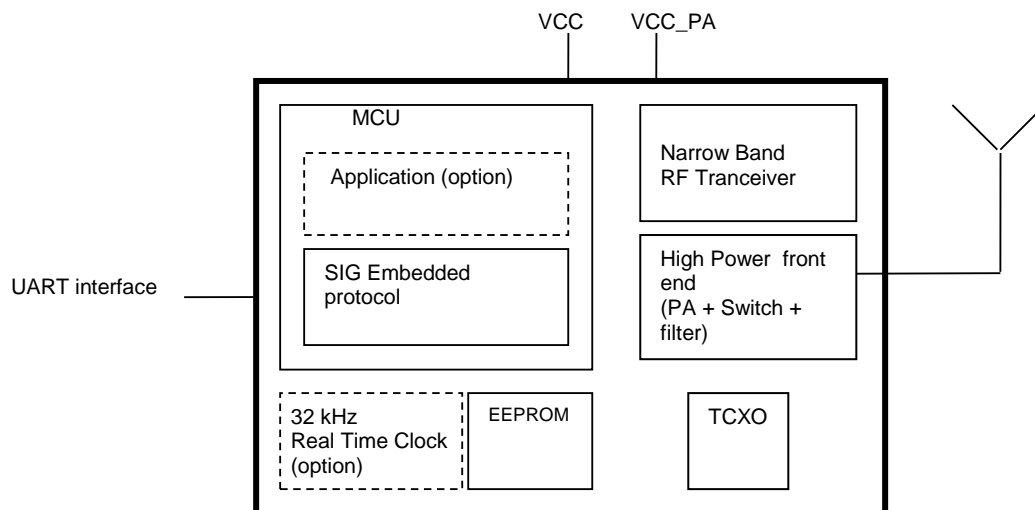 VCC
VCC_PA
MCU
Application (option)
SIG Embedded
protocol
Narrow Band
RF Tranceiver
High Power front
end
(PA + Switch +
filter)
UART interface
32 kHz
Real Time Clock
(option)
EEPROM
TCXO